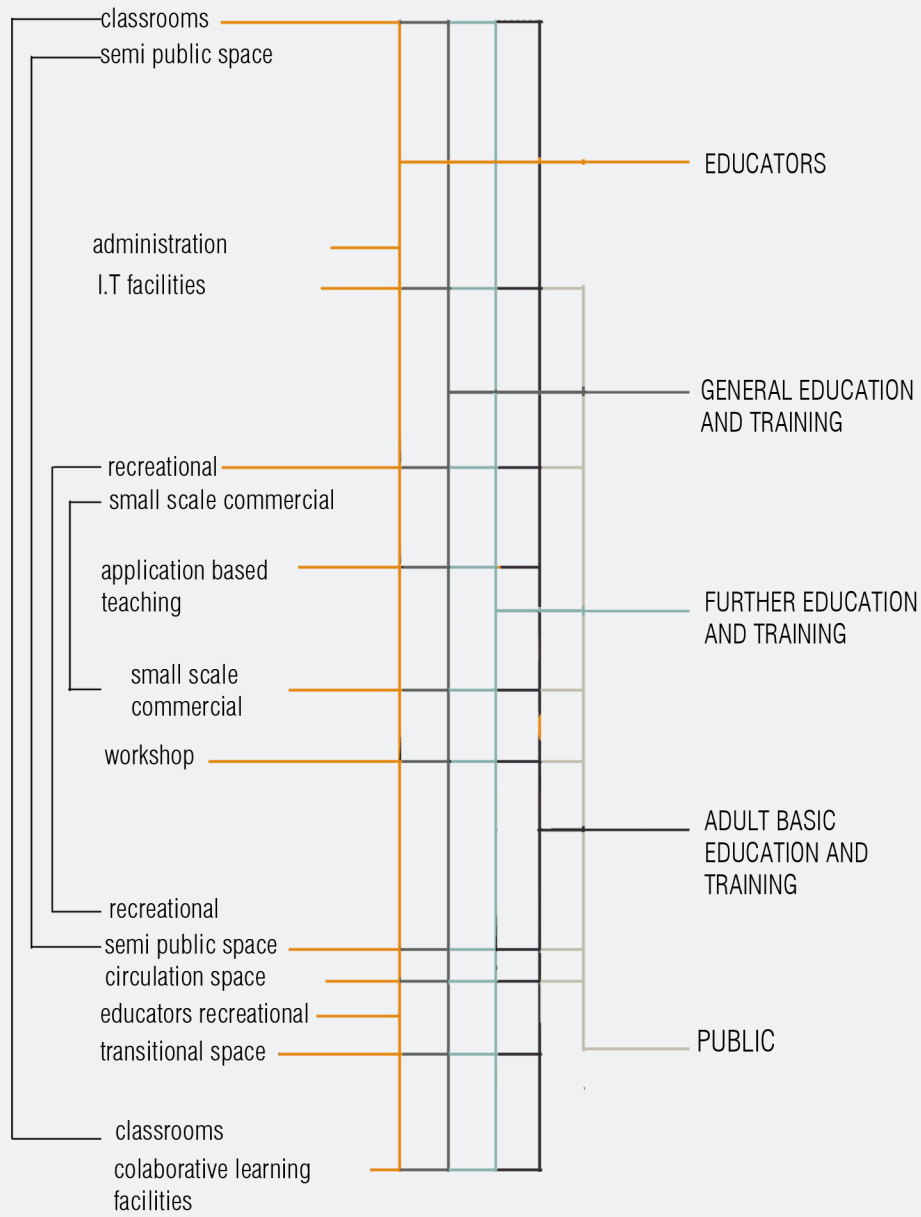 classrooms
semi public space
EDUCATORS
administration
I.T facilities
GENERAL EDUCATION
AND TRAINING
recreational
small scale commercial
application based
teaching
FURTHER EDUCATION
AND TRAINING
small scale
commercial
workshop
ADULT BASIC
EDUCATION AND
TRAINING
recreational
semi public space
circulation space
educators recreational
transitional space
PUBLIC
classrooms
colaborative learning
facilities